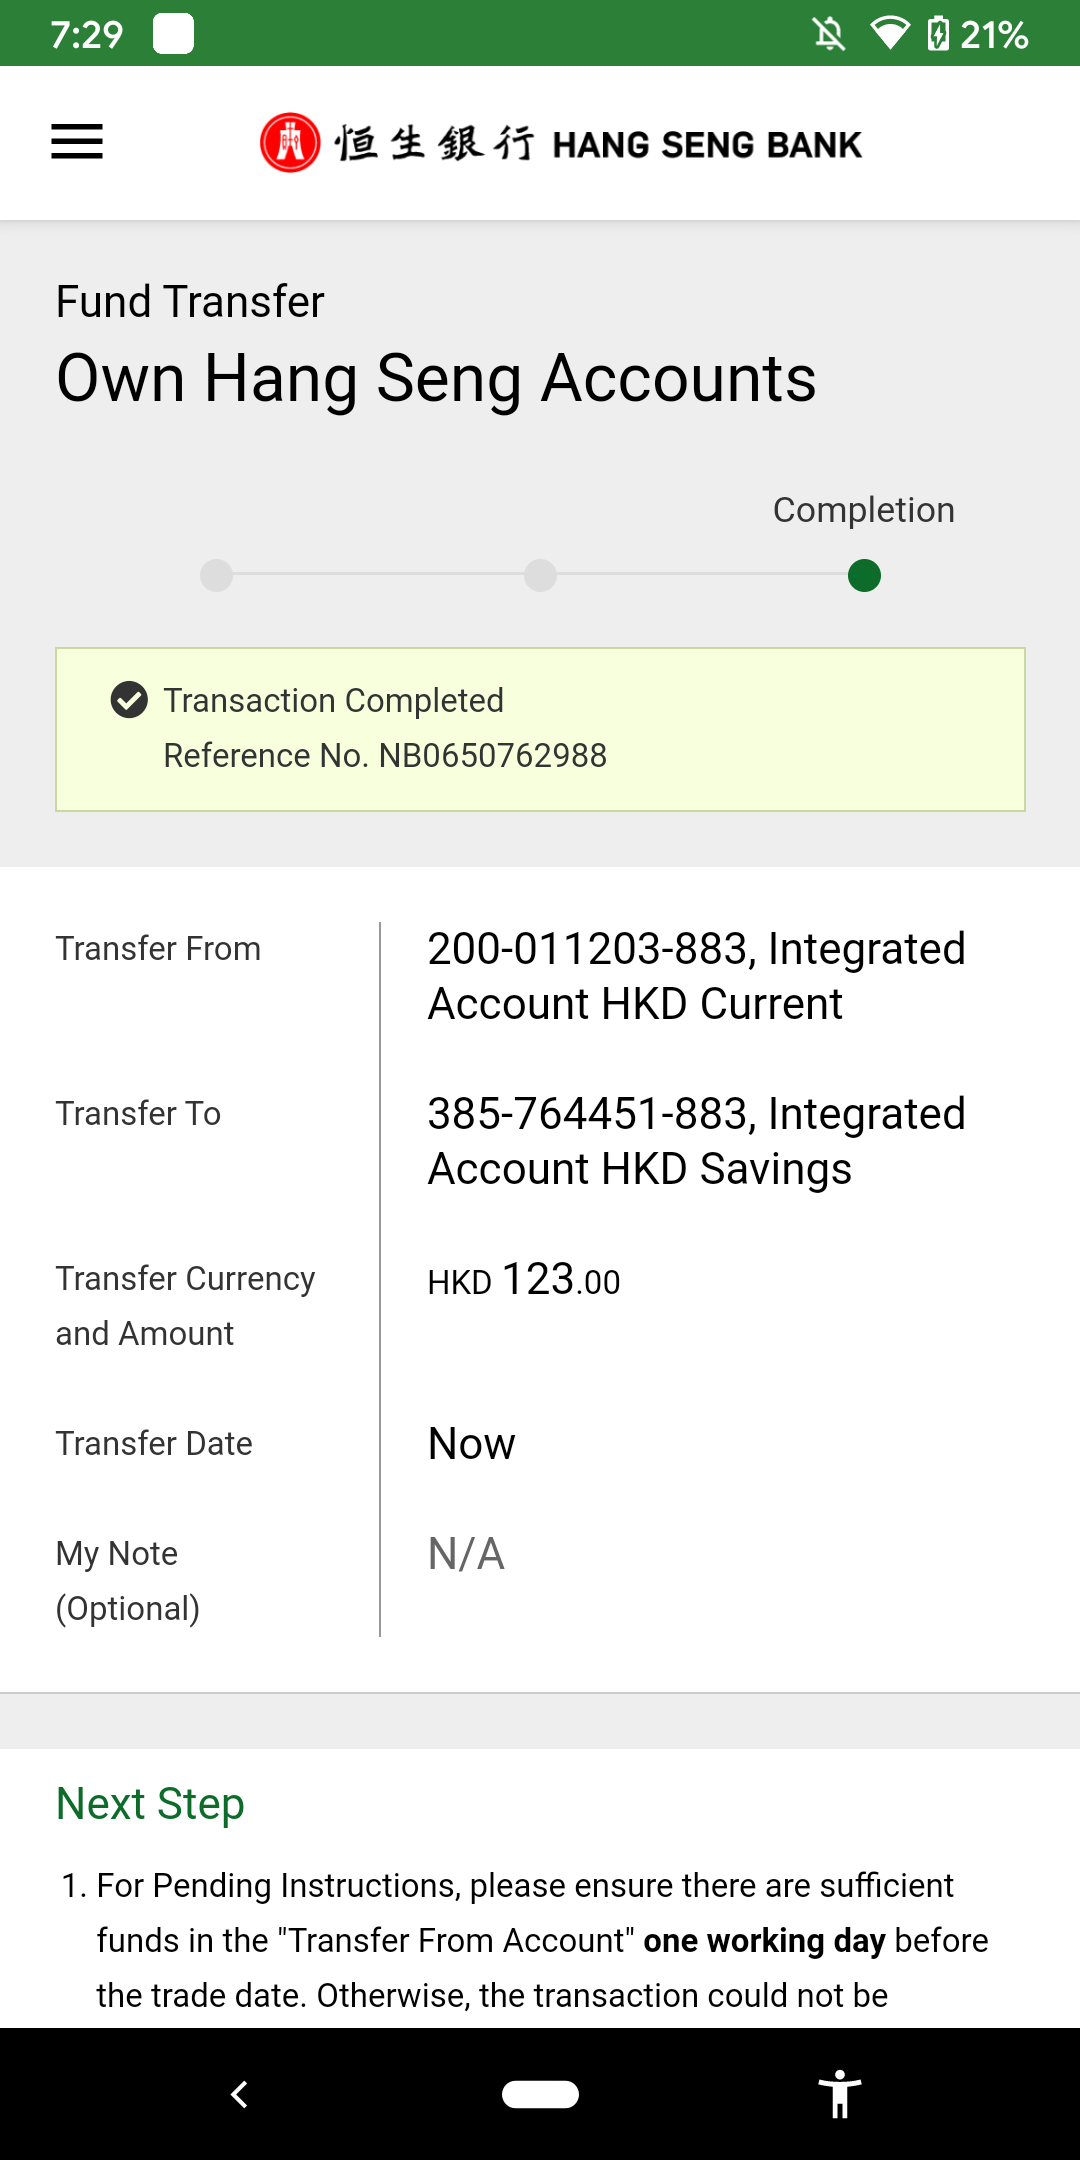 7:29
21%
恒生銀行 HANG SENG BANK
Fund Transfer
Own Hang Seng Accounts
Completion
Transaction Completed
Reference No. NB0650762988
Transfer From
200-011203-883, Integrated
Account HKD Current
Transfer To
385-764451-883, Integrated
Account HKD Savings
Transfer Currency
and Amount
HKD 123.00
Transfer Date
Now
My Note
(Optional)
N/A
Next Step
1. For Pending Instructions, please ensure there are sufficient
funds in the "Transfer From Account" one working day before
the trade date. Otherwise, the transaction could not be